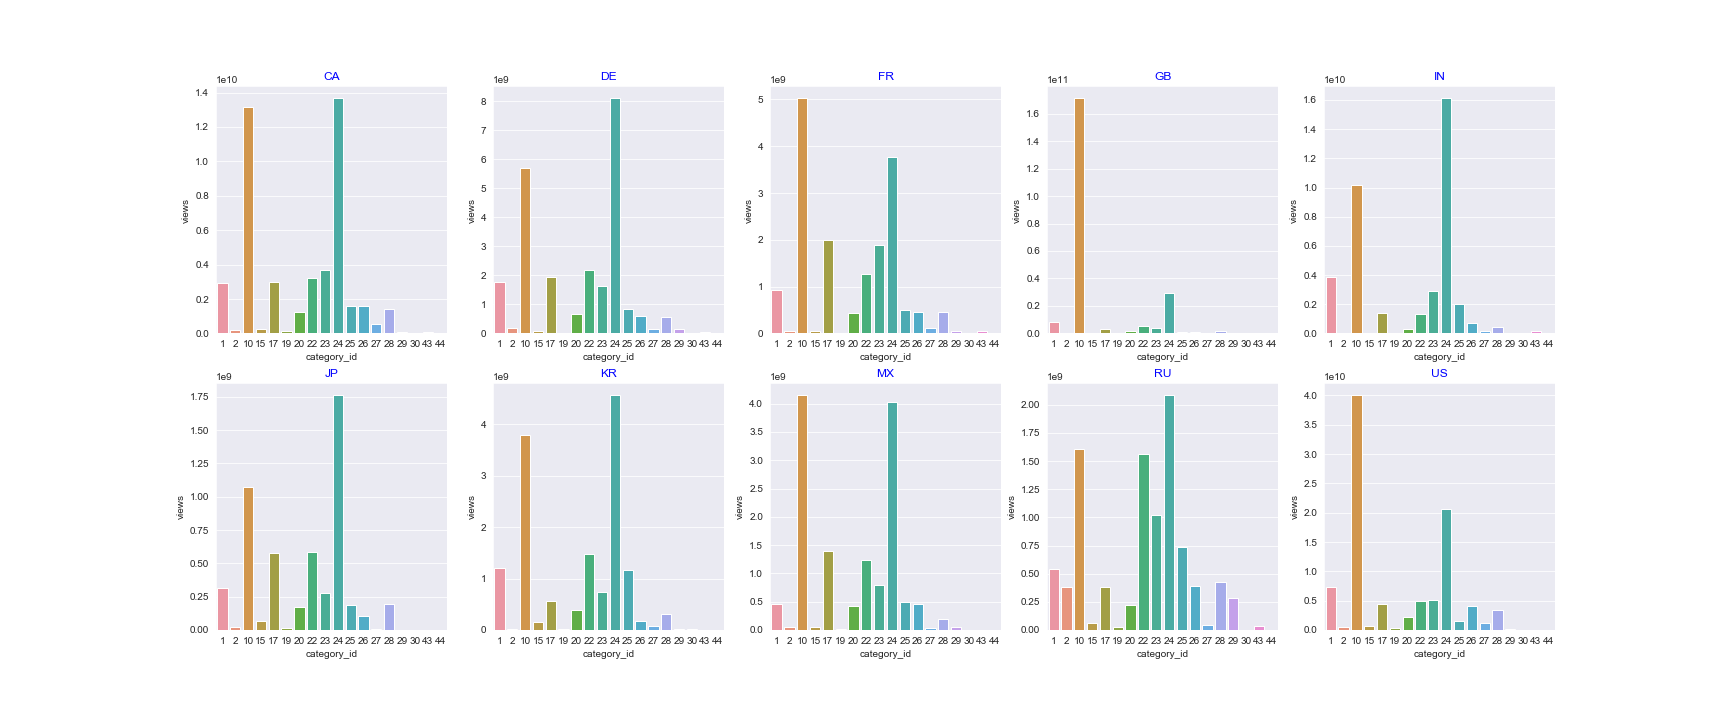 CA
1e10
1.4
1.2
1.0
0.8
0.6
0.4
0.2
0.0
views
1 2 10 15 17 19 20 22 23 24 25 26 27 28 29 30 43 44
category_id
DE
1e9
8
7
6
5
4
3
2
1
0
views
1 2 10 15 17 19 20 22 23 24 25 26 27 28 29 30 43 44
category_id
FR
1e9
5
4
3
2
1
0
views
1 2 10 15 17 19 20 22 23 24 25 26 27 28 29 30 43 44
category_id
GB
1e11
1.6
1.4
1.2
1.0
0.8
0.6
0.4
0.2
0.0
views
1 2 10 15 17 19 20 22 23 24 25 26 27 28 29 30 43 44
category_id
IN
1e10
1.6
1.4
1.2
1.0
0.8
0.6
0.4
0.2
0.0
views
1 2 10 15 17 19 20 22 23 24 25 26 27 28 29 30 43 44
category_id
JP
1e9
1.75
1.50
1.25
1.00
0.75
0.50
0.25
0.00
views
1 2 10 15 17 19 20 22 23 24 25 26 27 28 29 30 43 44
category_id
KR
1e9
4
3
2
1
0
views
1 2 10 15 17 19 20 22 23 24 25 26 27 28 29 30 43 44
category_id
MX
1e9
4.0
3.5
3.0
2.5
2.0
1.5
1.0
0.5
0.0
views
1 2 10 15 17 19 20 22 23 24 25 26 27 28 29 30 43 44
category_id
RU
1e9
2.00
1.75
1.50
1.25
1.00
0.75
0.50
0.25
0.00
views
1 2 10 15 17 19 20 22 23 24 25 26 27 28 29 30 43 44
category_id
US
1e10
4.0
3.5
3.0
2.5
2.0
1.5
1.0
0.5
0.0
views
1 2 10 15 17 19 20 22 23 24 25 26 27 28 29 30 43 44
category_id